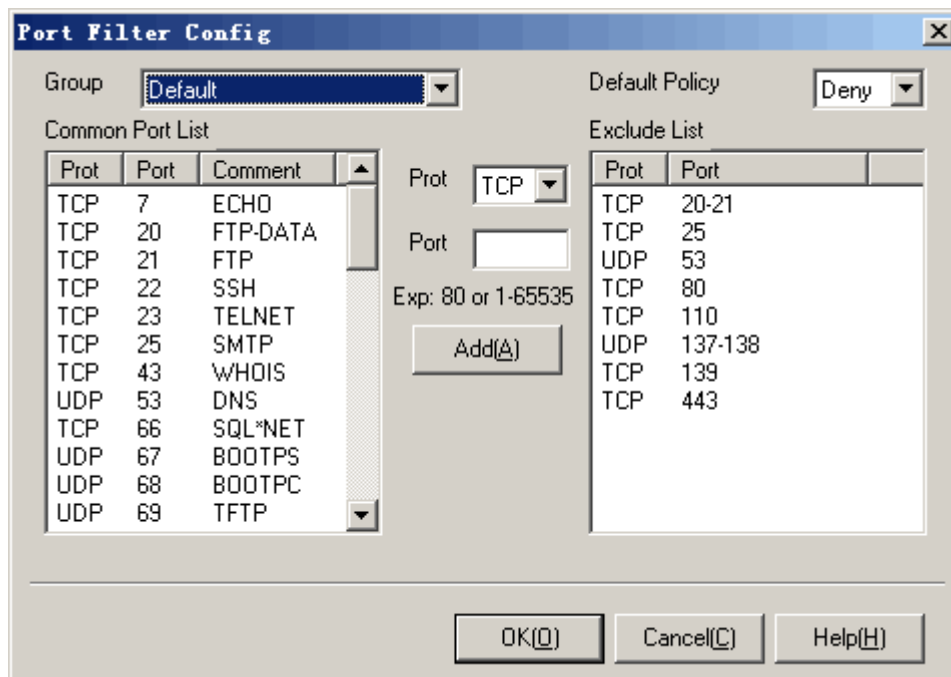 Port Filter Config
Group Default Default Policy Deny
Common Port List Exclude List
Prot Port Comment
TCP 7 ECHO
TCP 20 FTP-DATA
TCP 21 FTP
TCP 22 SSH
TCP 23 TELNET
TCP 25 SMTP
TCP 43 WHOIS
UDP 53 DNS
TCP 66 SQL*NET
UDP 67 BOOTPS
UDP 68 BOOTPC
UDP 69 TFTP
Prot TCP
Port
Exp: 80 or 1-65535
Add(A)
Prot Port
TCP 20-21
TCP 25
UDP 53
TCP 80
TCP 110
UDP 137-138
TCP 139
TCP 443
OK(O) Cancel(C) Help(H)